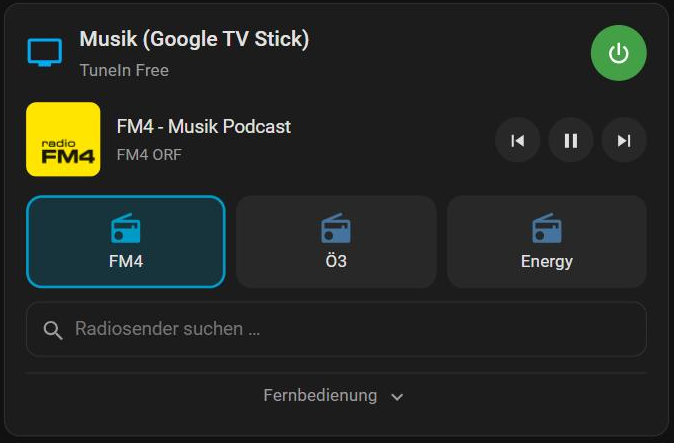 Musik (Google TV Stick)
TuneIn Free
radio
FM4
FM4 - Musik Podcast
FM4 ORF
FM4
Ö3
Energy
Radiosender suchen ...
Fernbedienung